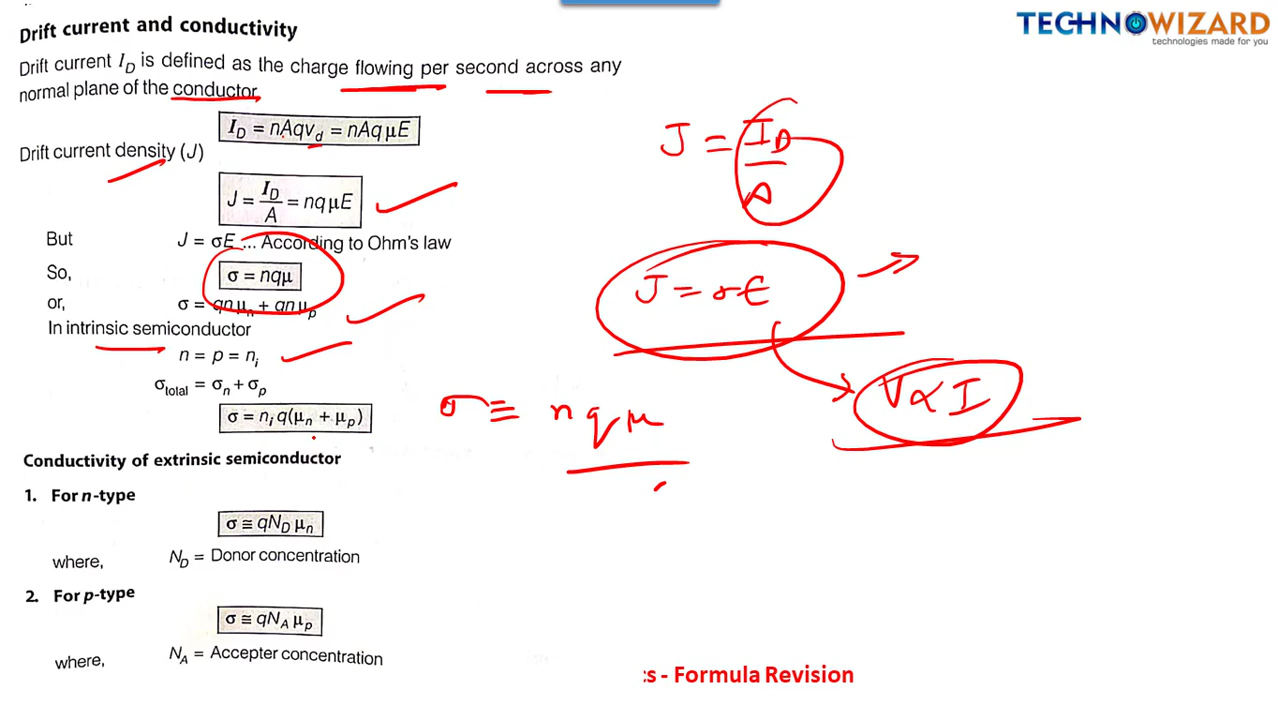 Drift current and conductivity
TECHNOWIZARD
technologies made for you
Drift current I_D is defined as the charge flowing per second across any
normal plane of the conductor
I_D = nAqv_d = nAqμE
Drift current density (J)
J = I_D/A = nqμE
But J = σE ... According to Ohm's law
So, σ = nqμ
or, σ = qnμ_n + qnμ_p
In intrinsic semiconductor
n = p = n_i
σ_total = σ_n + σ_p
σ = n_i q(μ_n + μ_p)
Conductivity of extrinsic semiconductor
1. For n-type
σ ≅ qN_D μ_n
where, N_D = Donor concentration
2. For p-type
σ ≅ qN_A μ_p
where, N_A = Accepter concentration
J = I_D/A
J = σE
V ∝ I
σ ≡ nqμ
s - Formula Revision